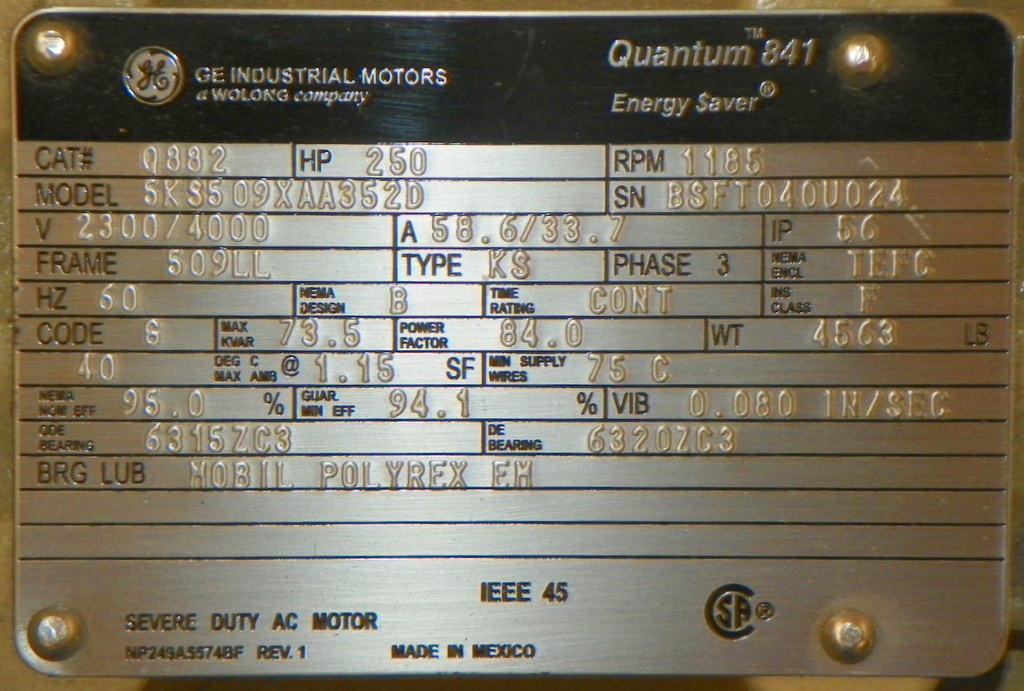 GE GE INDUSTRIAL MOTORS
a WOLONG company
Quantum™ 841
Energy $aver®
CAT# Q882 HP 250 RPM 1185
MODEL 5KS509XAA352D SN BSFT040U024
V 2300/4000 A 58.6/33.7 IP 56
FRAME 509LL TYPE KS PHASE 3 NEMA ENCL TEFC
HZ 60 NEMA DESIGN B TIME RATING CONT INS CLASS F
CODE G MAX KVAR 73.5 POWER FACTOR 84.0 WT 4563 LB
40 DEG C MAX AMB @ 1.15 SF MIN SUPPLY WIRES 75 C
NEMA NOM EFF 95.0 % GUAR. MIN EFF 94.1 % VIB 0.080 IN/SEC
ODE BEARING 6315ZC3 DE BEARING 6320ZC3
BRG LUB MOBIL POLYREX EM
IEEE 45
SA®
SEVERE DUTY AC MOTOR
NP249A5574BF REV. 1 MADE IN MEXICO